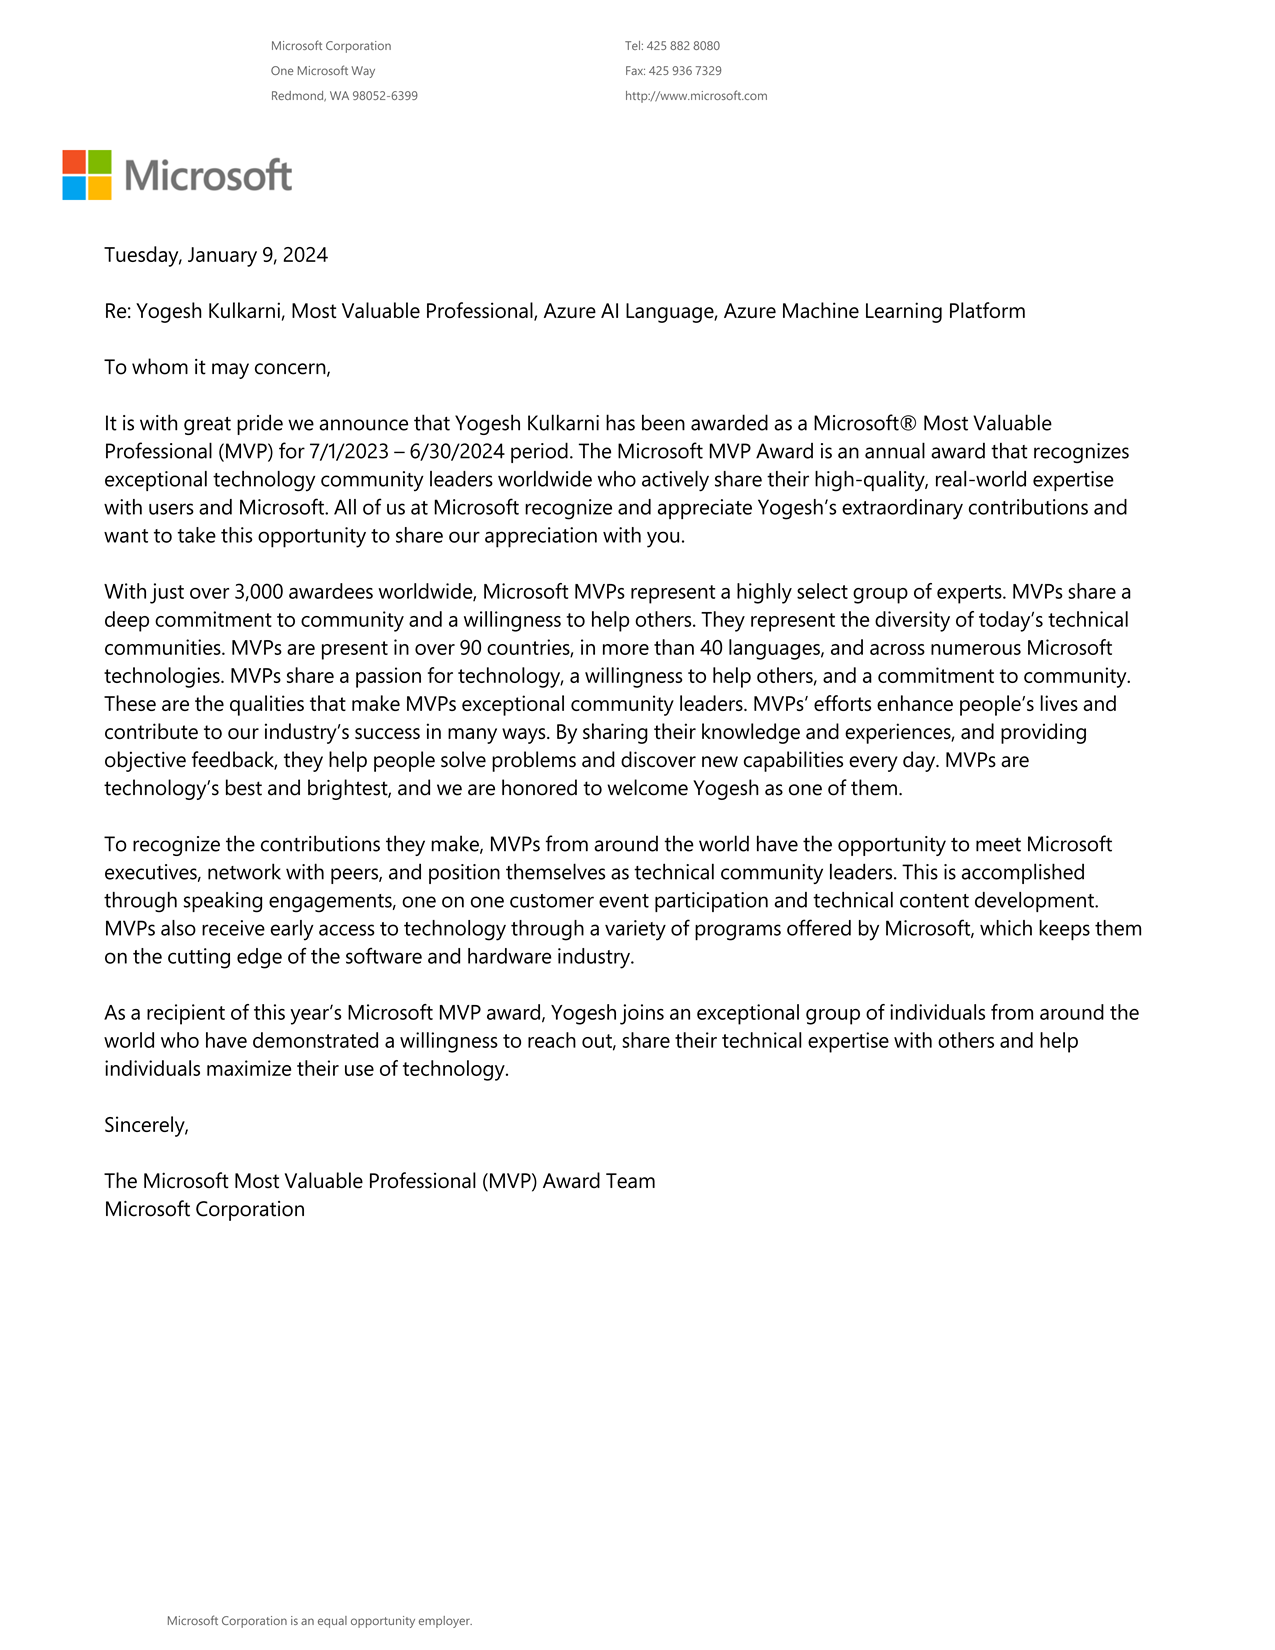 Microsoft Corporation
One Microsoft Way
Redmond, WA 98052-6399
Tel: 425 882 8080
Fax: 425 936 7329
http://www.microsoft.com
Microsoft
Tuesday, January 9, 2024
Re: Yogesh Kulkarni, Most Valuable Professional, Azure AI Language, Azure Machine Learning Platform
To whom it may concern,
It is with great pride we announce that Yogesh Kulkarni has been awarded as a Microsoft® Most Valuable
Professional (MVP) for 7/1/2023 – 6/30/2024 period. The Microsoft MVP Award is an annual award that recognizes
exceptional technology community leaders worldwide who actively share their high-quality, real-world expertise
with users and Microsoft. All of us at Microsoft recognize and appreciate Yogesh’s extraordinary contributions and
want to take this opportunity to share our appreciation with you.
With just over 3,000 awardees worldwide, Microsoft MVPs represent a highly select group of experts. MVPs share a
deep commitment to community and a willingness to help others. They represent the diversity of today’s technical
communities. MVPs are present in over 90 countries, in more than 40 languages, and across numerous Microsoft
technologies. MVPs share a passion for technology, a willingness to help others, and a commitment to community.
These are the qualities that make MVPs exceptional community leaders. MVPs’ efforts enhance people’s lives and
contribute to our industry’s success in many ways. By sharing their knowledge and experiences, and providing
objective feedback, they help people solve problems and discover new capabilities every day. MVPs are
technology’s best and brightest, and we are honored to welcome Yogesh as one of them.
To recognize the contributions they make, MVPs from around the world have the opportunity to meet Microsoft
executives, network with peers, and position themselves as technical community leaders. This is accomplished
through speaking engagements, one on one customer event participation and technical content development.
MVPs also receive early access to technology through a variety of programs offered by Microsoft, which keeps them
on the cutting edge of the software and hardware industry.
As a recipient of this year’s Microsoft MVP award, Yogesh joins an exceptional group of individuals from around the
world who have demonstrated a willingness to reach out, share their technical expertise with others and help
individuals maximize their use of technology.
Sincerely,
The Microsoft Most Valuable Professional (MVP) Award Team
Microsoft Corporation
Microsoft Corporation is an equal opportunity employer.